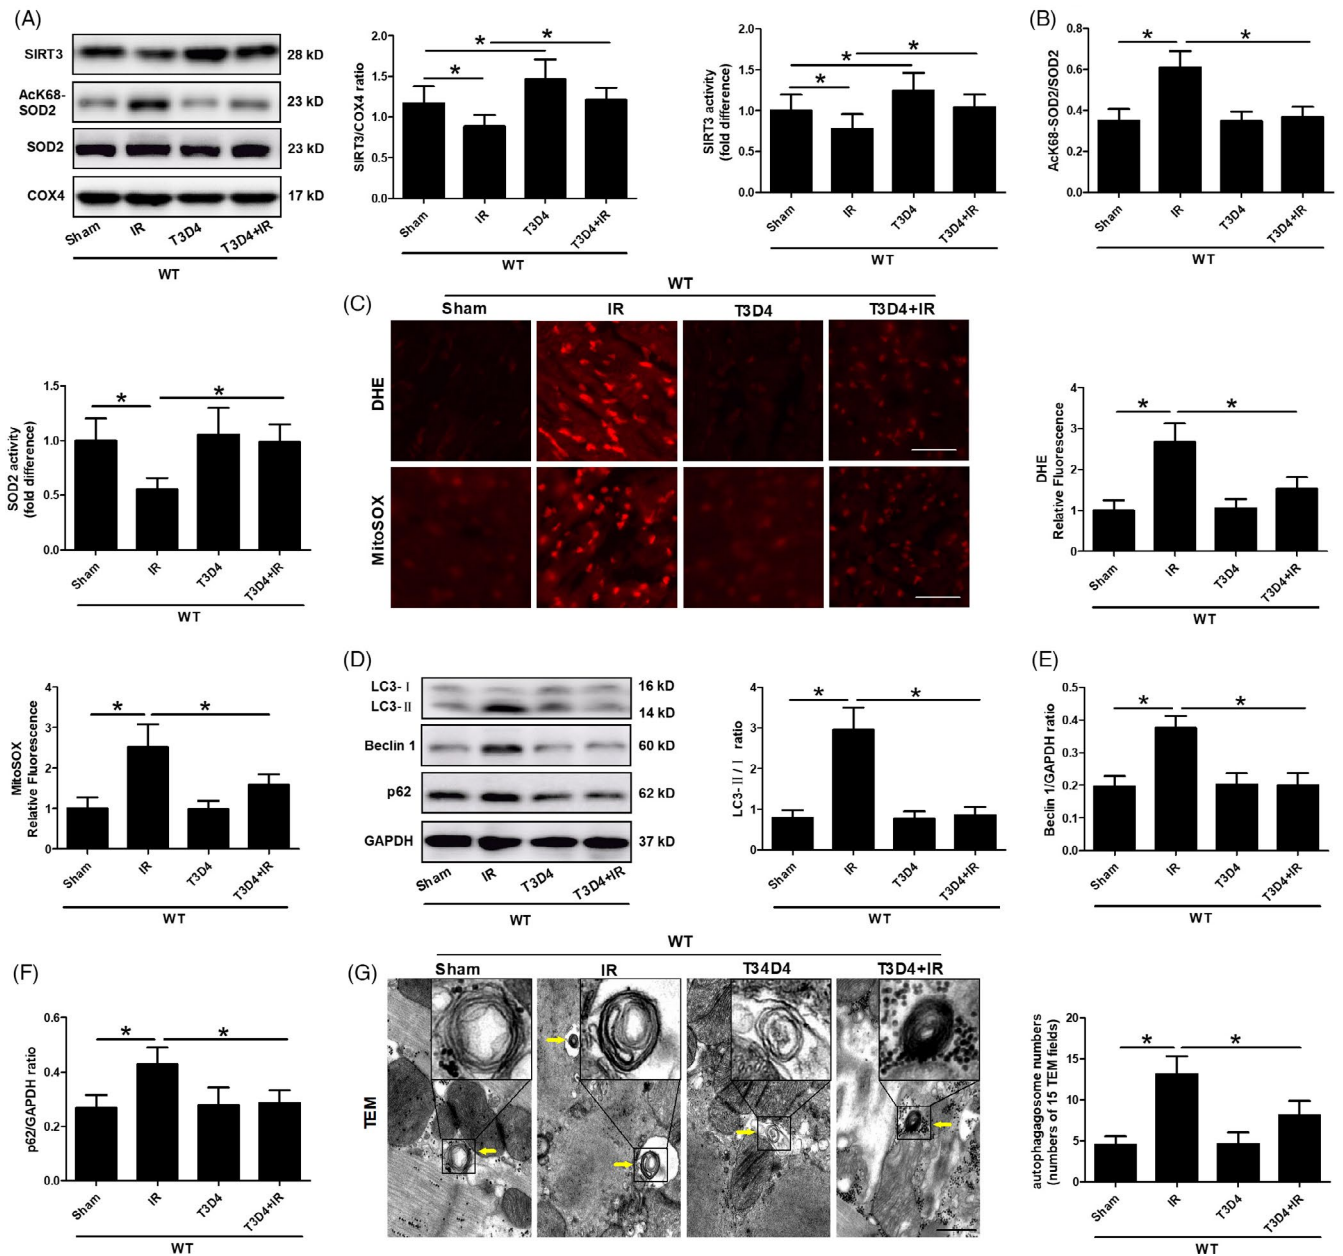 (A)
SIRT3
28 kD
AcK68-
SOD2
23 kD
SOD2
23 kD
COX4
17 kD
Sham
IR
T3D4
T3D4+IR
WT
SIRT3/COX4 ratio
2.0
1.5
1.0
0.5
0.0
*
*
*
Sham
IR
T3D4
T3D4+IR
WT
SIRT3 activity
(fold difference)
2.0
1.5
1.0
0.5
0.0
*
*
*
Sham
IR
T3D4
T3D4+IR
WT
(B)
AcK68-SOD2/SOD2
0.8
0.6
0.4
0.2
0.0
*
*
Sham
IR
T3D4
T3D4+IR
WT
SOD2 activity
(fold difference)
1.5
1.0
0.5
0.0
*
*
Sham
IR
T3D4
T3D4+IR
WT
(C)
WT
Sham
IR
T3D4
T3D4+IR
DHE
MitoSOX
DHE
Relative Fluorescence
4
3
2
1
0
*
*
Sham
IR
T3D4
T3D4+IR
WT
MitoSOX
Relative Fluorescence
4
3
2
1
0
*
*
Sham
IR
T3D4
T3D4+IR
WT
(D)
LC3-Ⅰ
16 kD
LC3-Ⅱ
14 kD
Beclin 1
60 kD
p62
62 kD
GAPDH
37 kD
Sham
IR
T3D4
T3D4+IR
WT
LC3-Ⅱ/Ⅰ ratio
4
3
2
1
0
*
*
Sham
IR
T3D4
T3D4+IR
WT
(E)
Beclin 1/GAPDH ratio
0.5
0.4
0.3
0.2
0.1
0.0
*
*
Sham
IR
T3D4
T3D4+IR
WT
(F)
p62/GAPDH ratio
0.6
0.4
0.2
0.0
*
*
Sham
IR
T3D4
T3D4+IR
WT
(G)
WT
Sham
IR
T34D4
T3D4+IR
TEM
autophagagosome numbers
(numbers of 15 TEM fields)
20
15
10
5
0
*
*
Sham
IR
T3D4
T3D4+IR
WT